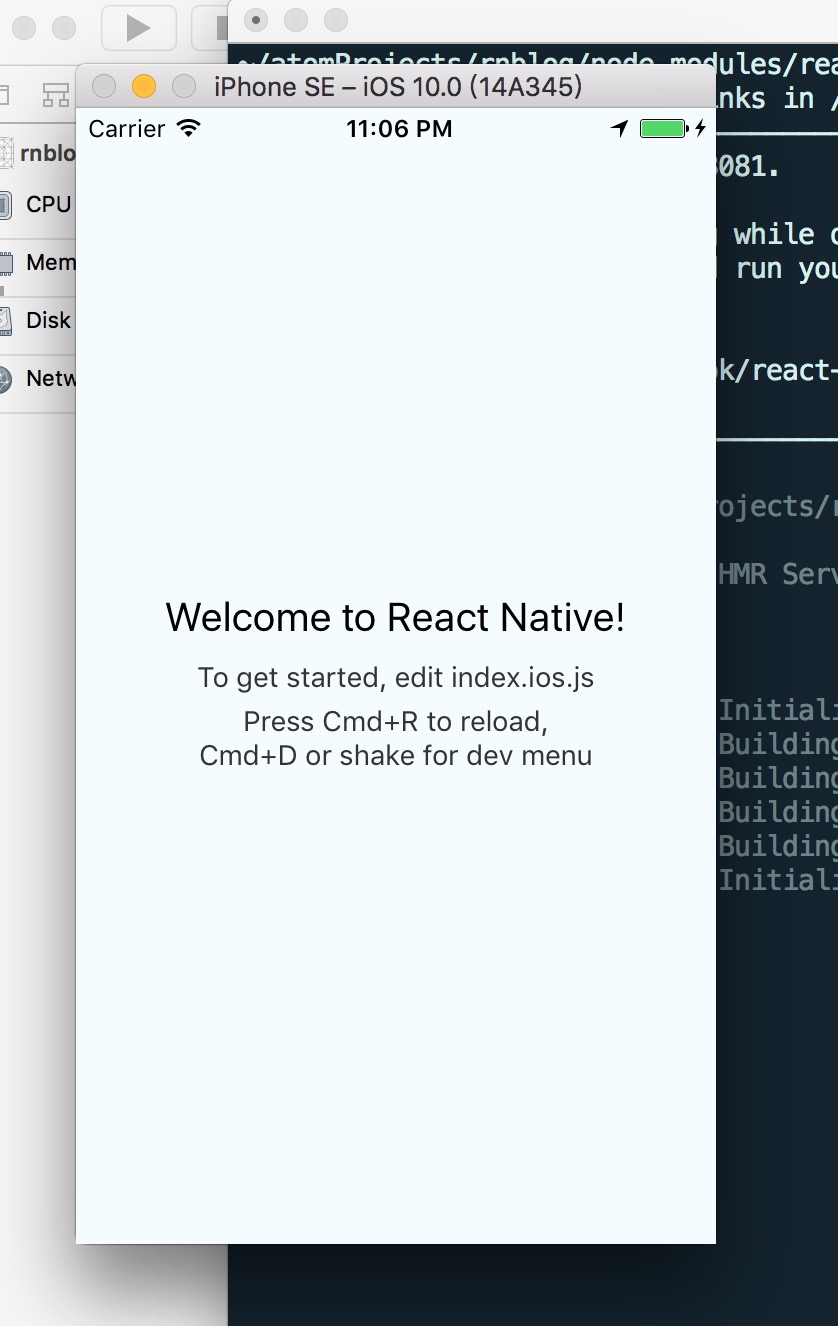 ~/atomProjects/rnblog/node_modules/rea
iPhone SE – iOS 10.0 (14A345)
nks in /
Carrier
11:06 PM
rnblo
8081.
CPU
while
Mem
run you
Disk
k/react-
Netw
rojects/r
HMR Serv
Welcome to React Native!
To get started, edit index.ios.js
Press Cmd+R to reload,
Cmd+D or shake for dev menu
Initiali
Building
Building
Building
Building
Initiali